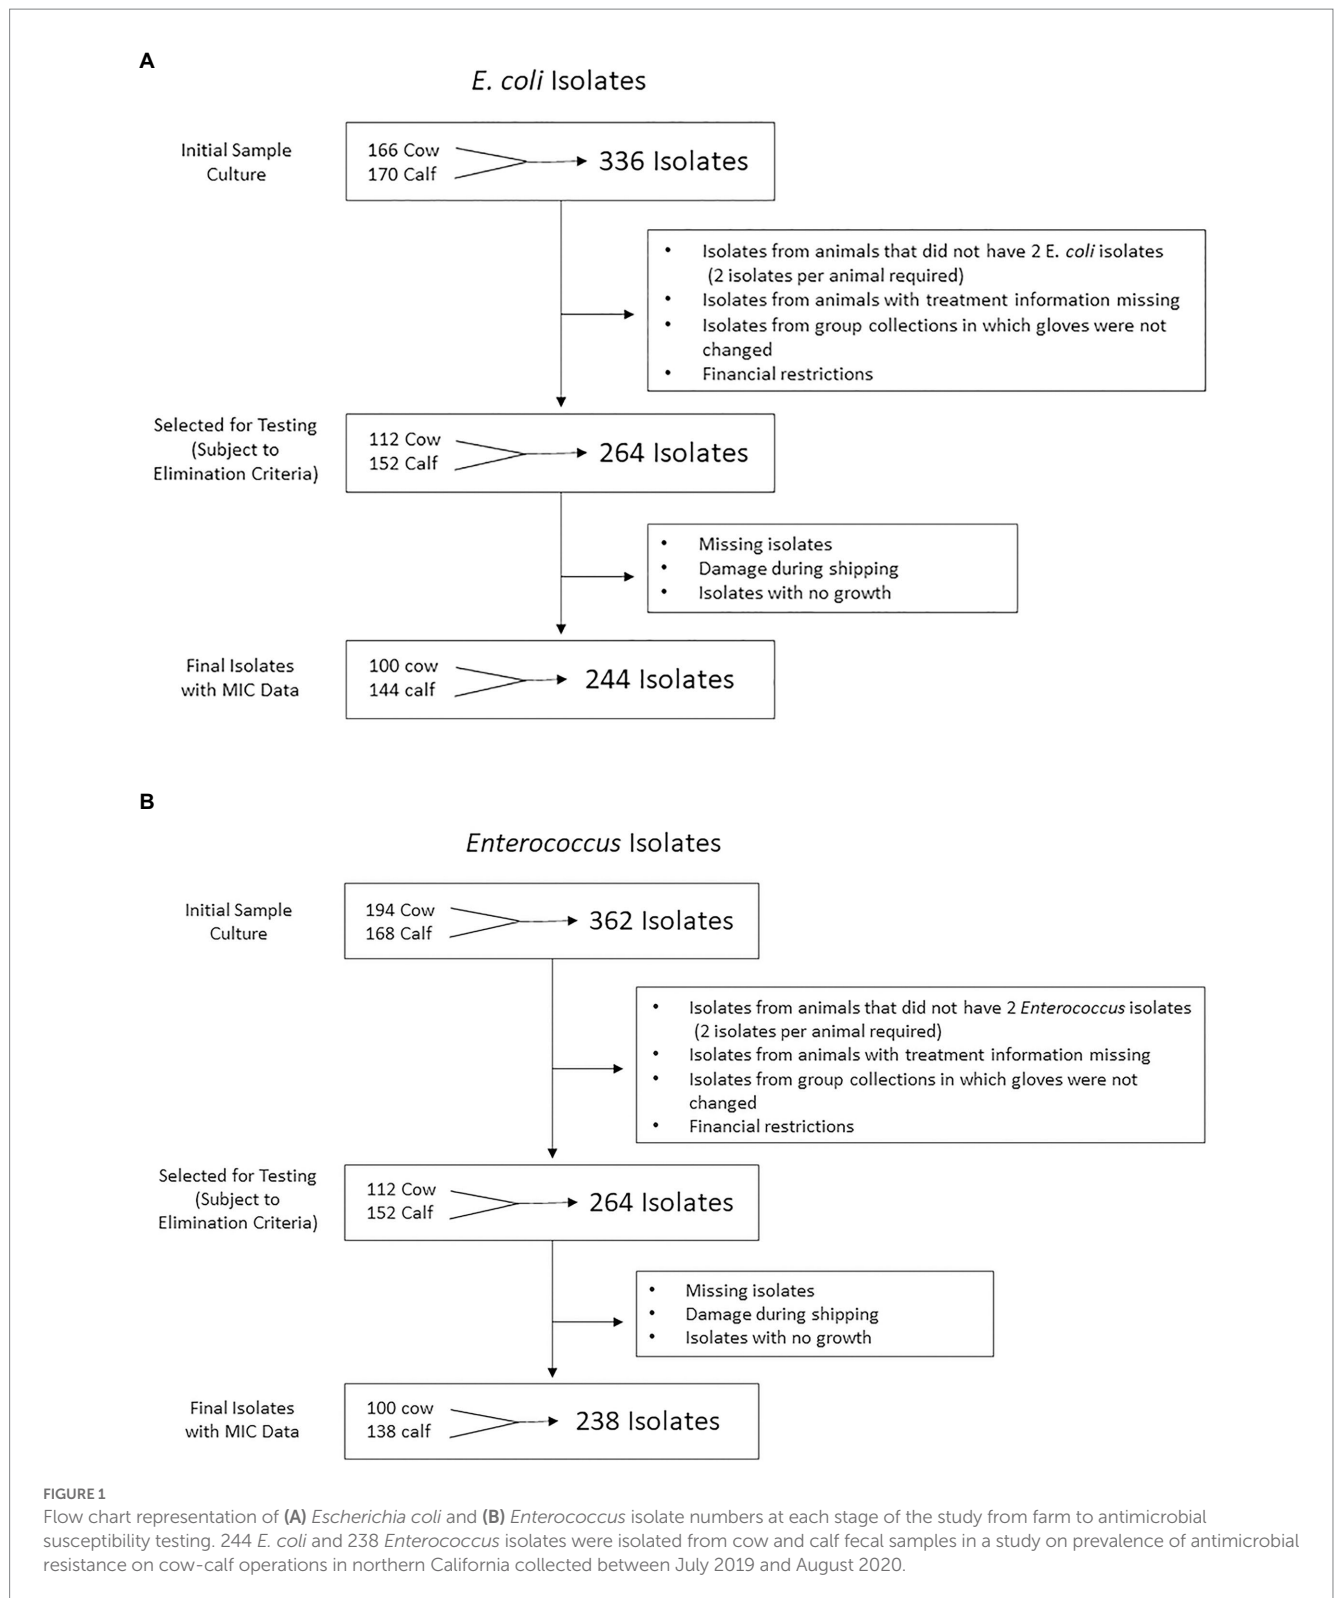 A
E. coli Isolates
Initial Sample
Culture
166 Cow
170 Calf
336 Isolates
• Isolates from animals that did not have 2 E. coli isolates
(2 isolates per animal required)
• Isolates from animals with treatment information missing
• Isolates from group collections in which gloves were not
changed
• Financial restrictions
Selected for Testing
(Subject to
Elimination Criteria)
112 Cow
152 Calf
264 Isolates
• Missing isolates
• Damage during shipping
• Isolates with no growth
Final Isolates
with MIC Data
100 cow
144 calf
244 Isolates
B
Enterococcus Isolates
Initial Sample
Culture
194 Cow
168 Calf
362 Isolates
• Isolates from animals that did not have 2 Enterococcus isolates
(2 isolates per animal required)
• Isolates from animals with treatment information missing
• Isolates from group collections in which gloves were not
changed
• Financial restrictions
Selected for Testing
(Subject to
Elimination Criteria)
112 Cow
152 Calf
264 Isolates
• Missing isolates
• Damage during shipping
• Isolates with no growth
Final Isolates
with MIC Data
100 cow
138 calf
238 Isolates
FIGURE 1
Flow chart representation of (A) Escherichia coli and (B) Enterococcus isolate numbers at each stage of the study from farm to antimicrobial
susceptibility testing. 244 E. coli and 238 Enterococcus isolates were isolated from cow and calf fecal samples in a study on prevalence of antimicrobial
resistance on cow-calf operations in northern California collected between July 2019 and August 2020.